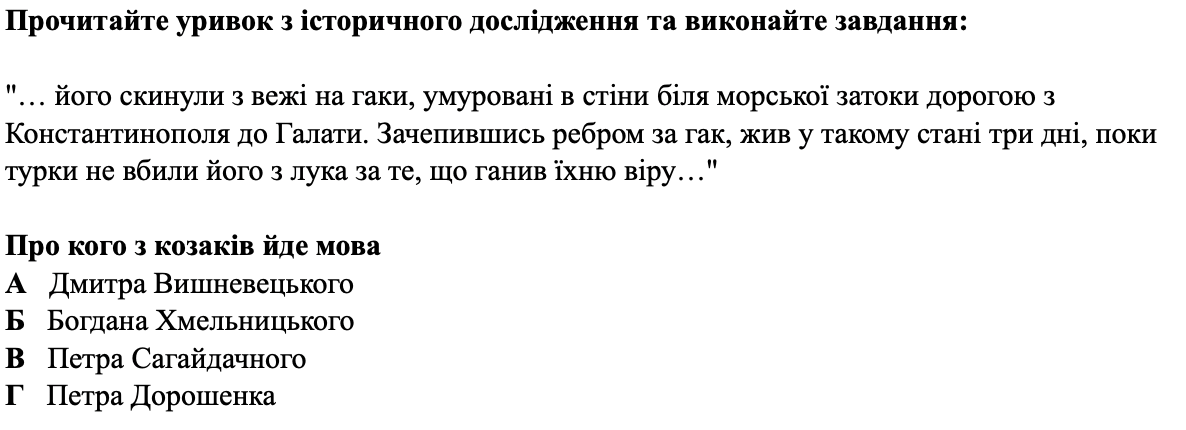 Прочитайте уривок з історичного дослідження та виконайте завдання:
"… його скинули з вежі на гаки, умуровані в стіни біля морської затоки дорогою з
Константинополя до Галати. Зачепившись ребром за гак, жив у такому стані три дні, поки
турки не вбили його з лука за те, що ганив їхню віру…"
Про кого з козаків йде мова
А Дмитра Вишневецького
Б Богдана Хмельницького
В Петра Сагайдачного
Г Петра Дорошенка